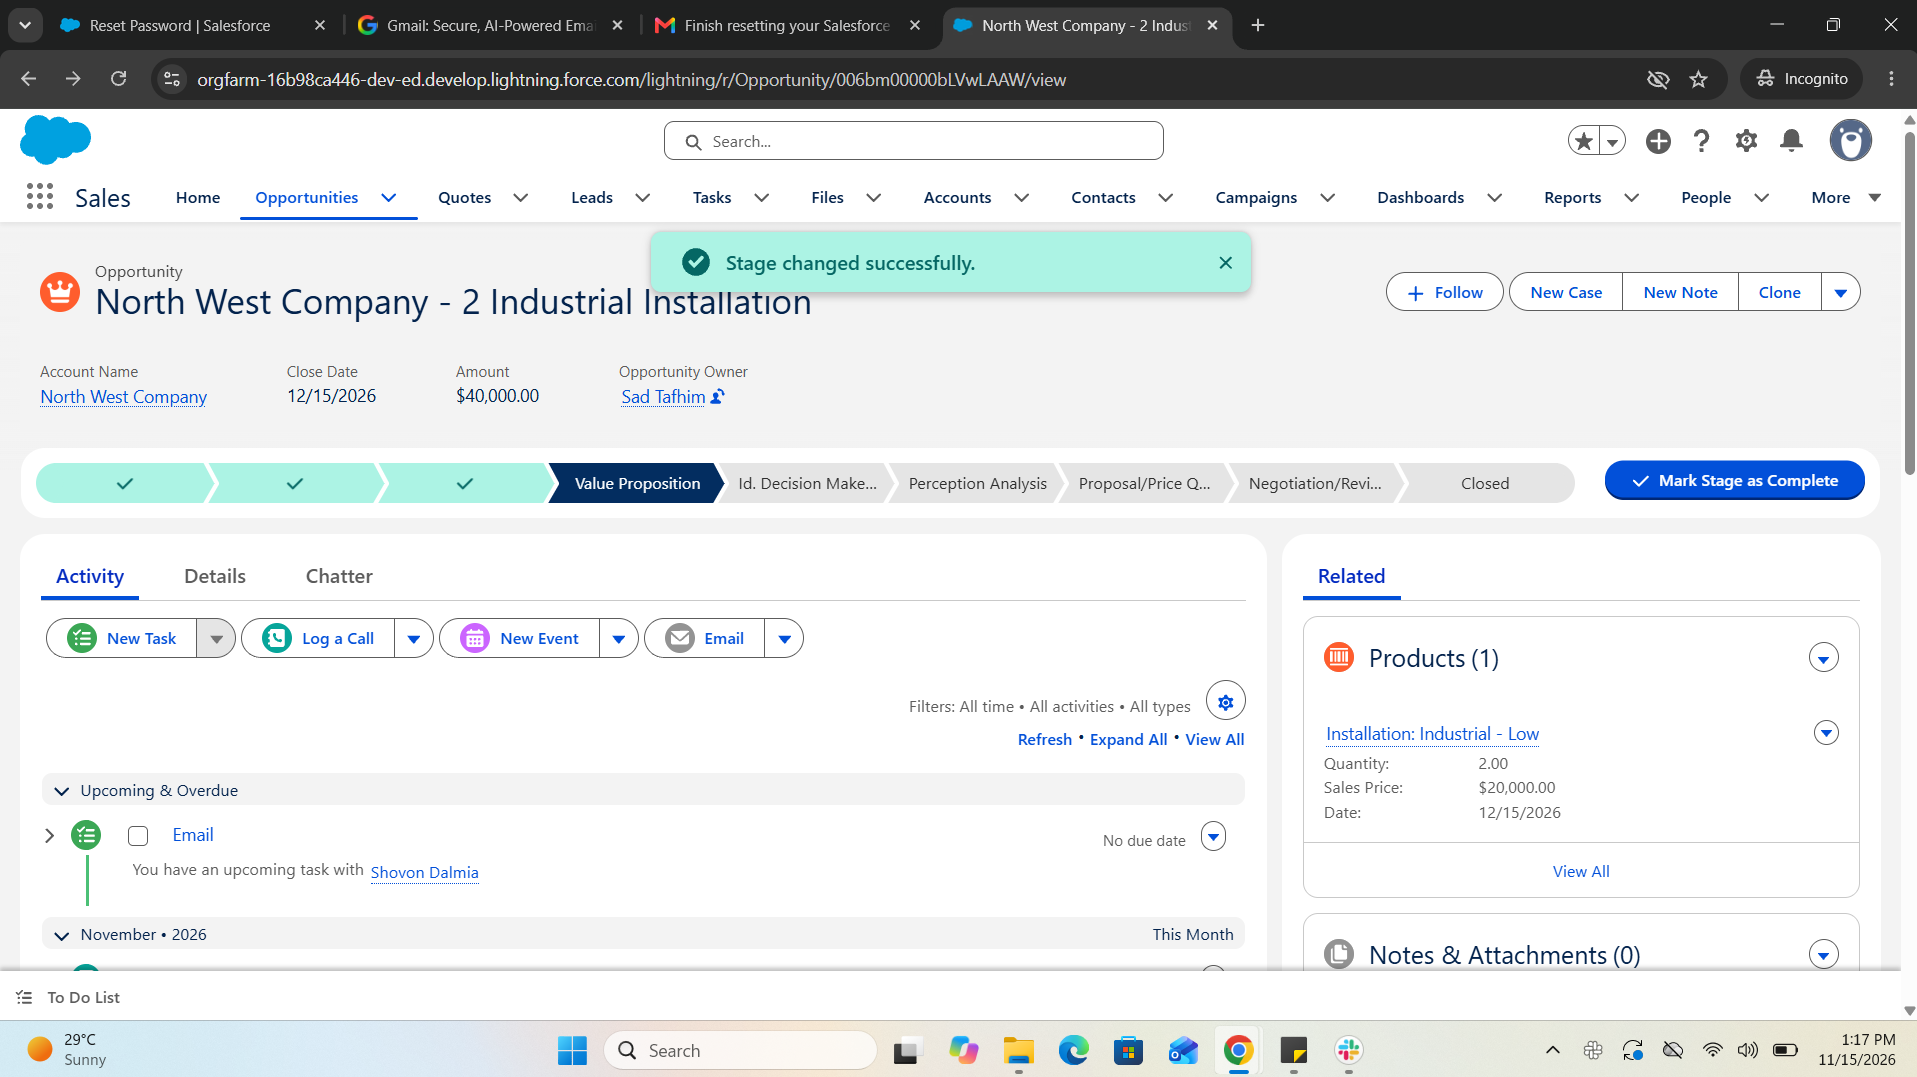 Reset Password | Salesforce
Gmail: Secure, AI-Powered Emai
Finish resetting your Salesforce
North West Company - 2 Indust
orgfarm-16b98ca446-dev-ed.develop.lightning.force.com/lightning/r/Opportunity/006bm00000bLVwLAAW/view
Incognito
Search...
Sales
Home
Opportunities
Quotes
Leads
Tasks
Files
Accounts
Contacts
Campaigns
Dashboards
Reports
People
More
Stage changed successfully.
Opportunity
North West Company - 2 Industrial Installation
Follow
New Case
New Note
Clone
Account Name
North West Company
Close Date
12/15/2026
Amount
$40,000.00
Opportunity Owner
Sad Tafhim
Value Proposition
Id. Decision Make...
Perception Analysis
Proposal/Price Q...
Negotiation/Revi...
Closed
Mark Stage as Complete
Activity
Details
Chatter
New Task
Log a Call
New Event
Email
Filters: All time • All activities • All types
Refresh • Expand All • View All
Upcoming & Overdue
Email
No due date
You have an upcoming task with Shovon Dalmia
November • 2026
This Month
Related
Products (1)
Installation: Industrial - Low
Quantity: 2.00
Sales Price: $20,000.00
Date: 12/15/2026
View All
Notes & Attachments (0)
To Do List
29°C
Sunny
Search
1:17 PM
11/15/2026